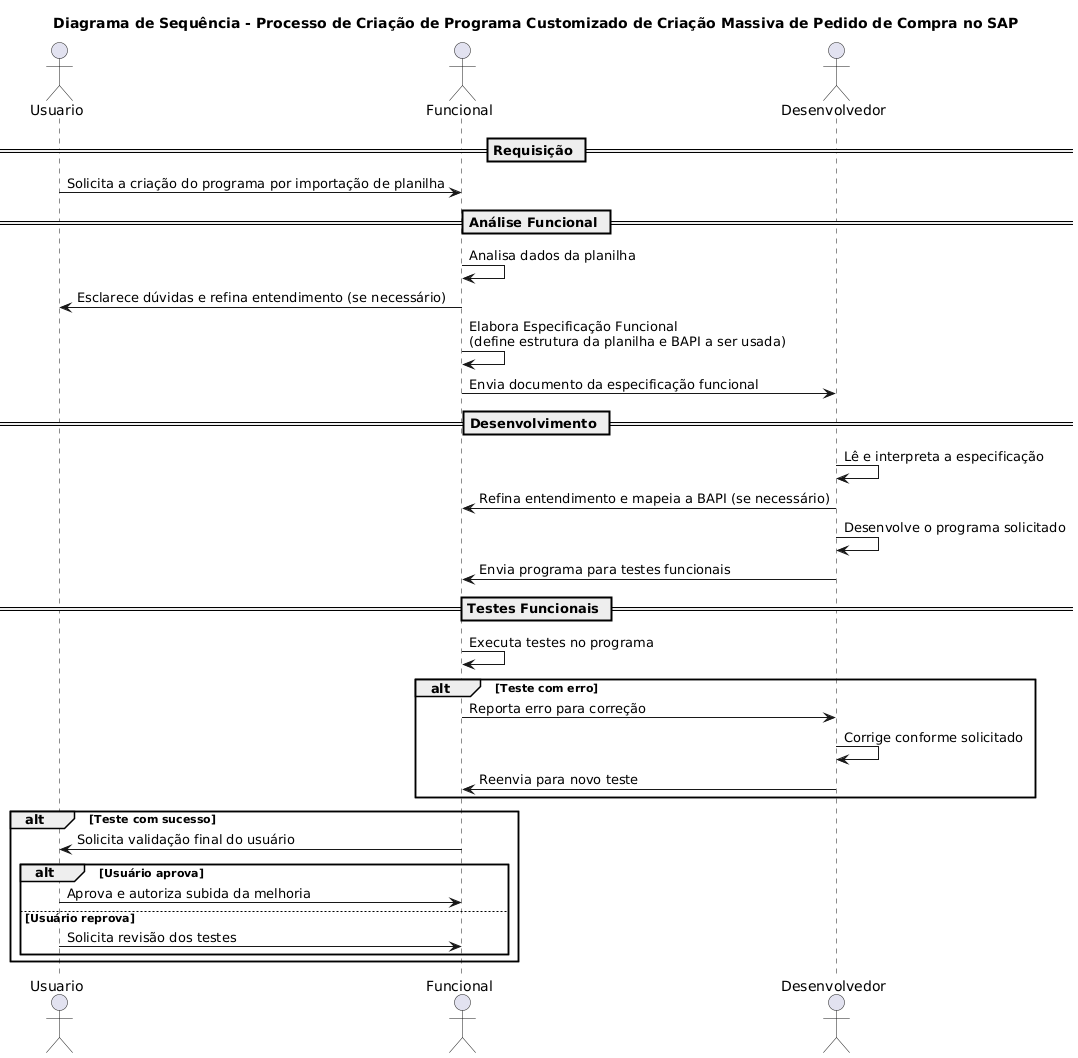 Diagrama de Sequência - Processo de Criação de Programa Customizado de Criação Massiva de Pedido de Compra no SAP
Usuario
Funcional
Desenvolvedor
Requisição
Solicita a criação do programa por importação de planilha
Análise Funcional
Analisa dados da planilha
Esclarece dúvidas e refina entendimento (se necessário)
Elabora Especificação Funcional
(define estrutura da planilha e BAPI a ser usada)
Envia documento da especificação funcional
Desenvolvimento
Lê e interpreta a especificação
Refina entendimento e mapeia a BAPI (se necessário)
Desenvolve o programa solicitado
Envia programa para testes funcionais
Testes Funcionais
Executa testes no programa
alt [Teste com erro]
Reporta erro para correção
Corrige conforme solicitado
Reenvia para novo teste
alt [Teste com sucesso]
Solicita validação final do usuário
alt [Usuário aprova]
Aprova e autoriza subida da melhoria
[Usuário reprova]
Solicita revisão dos testes
Usuario
Funcional
Desenvolvedor